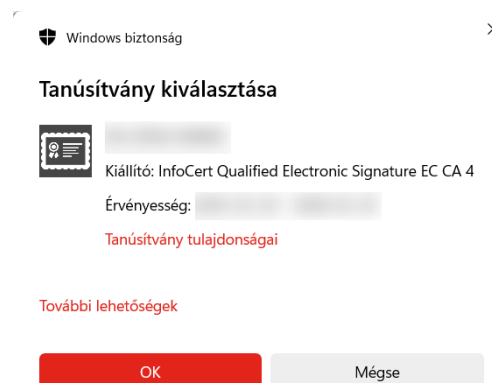 Windows biztonság
Tanúsítvány kiválasztása
Kiállító: InfoCert Qualified Electronic Signature EC CA 4
Érvényesség:
Tanúsítvány tulajdonságai
További lehetőségek
OK
Mégse